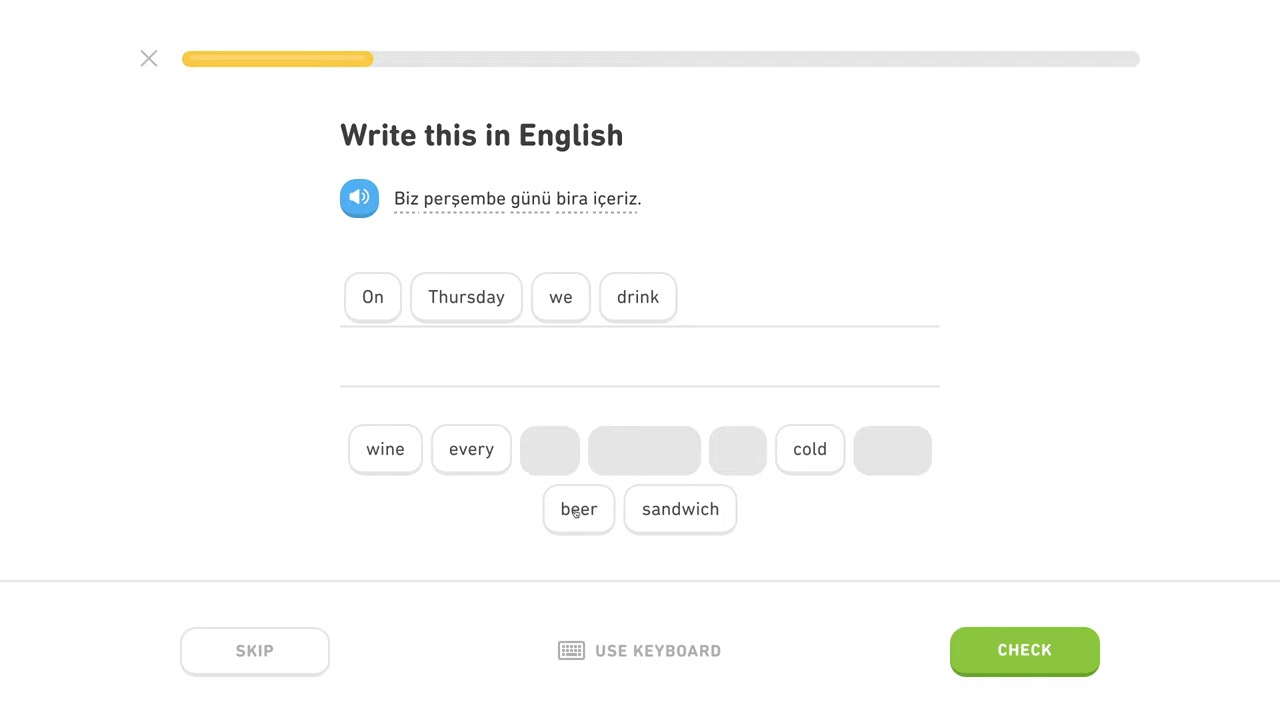 Write this in English
Biz perşembe günü bira içeriz.
On Thursday we drink
wine every cold
beer sandwich
SKIP USE KEYBOARD CHECK